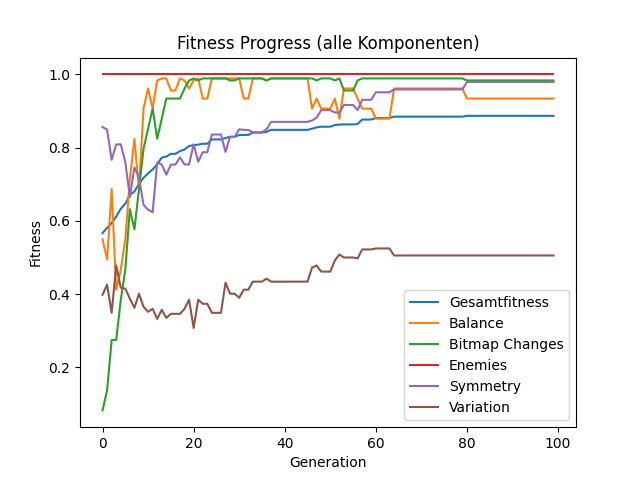 Fitness Progress (alle Komponenten)
1.0
0.8
0.6
0.4
0.2
Fitness
0 20 40 60 80 100
Generation
Gesamtfitness
Balance
Bitmap Changes
Enemies
Symmetry
Variation